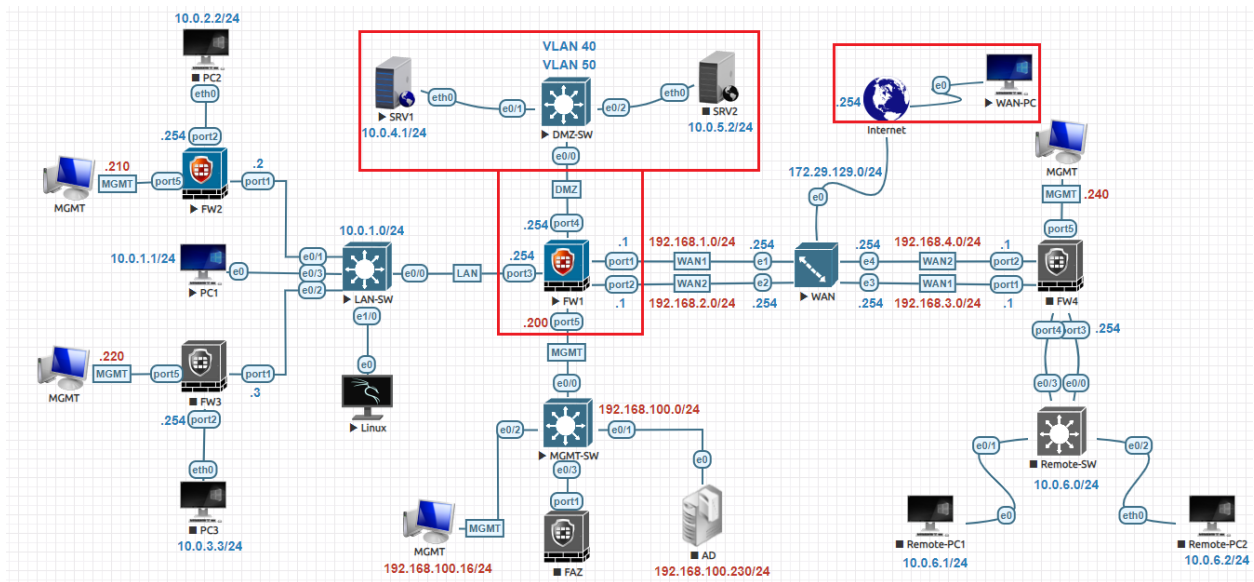 10.0.2.2/24
PC2
eth0
.254
port2
.210
MGMT
port5
port1
.2
MGMT
FW2
10.0.1.1/24
PC1
e0
10.0.1.0/24
e0/1
e0/3
e0/2
e0/0
LAN
LAN-SW
e1/0
e0
Linux
.220
MGMT
port5
port1
.3
MGMT
FW3
.254
port2
eth0
PC3
10.0.3.3/24
VLAN 40
VLAN 50
SRV1
10.0.4.1/24
eth0
e0/1
e0/2
eth0
SRV2
10.0.5.2/24
DMZ-SW
e0/0
DMZ
.254
port4
.254
port3
FW1
port1
port2
.1
.1
.200
port5
MGMT
e0/0
192.168.100.0/24
e0/2
e0/1
MGMT-SW
e0/3
port1
FAZ
MGMT
MGMT
192.168.100.16/24
e0
AD
192.168.100.230/24
192.168.1.0/24
WAN1
.254
e1
192.168.2.0/24
WAN2
.254
e2
WAN
172.29.129.0/24
e0
.254
Internet
e0
WAN-PC
MGMT
MGMT
.240
port5
.254
e4
192.168.4.0/24
WAN2
.1
port2
.254
e3
192.168.3.0/24
WAN1
.1
port1
FW4
port4
port3
.254
e0/3
e0/0
e0/1
e0/2
Remote-SW
10.0.6.0/24
e0
Remote-PC1
10.0.6.1/24
eth0
Remote-PC2
10.0.6.2/24